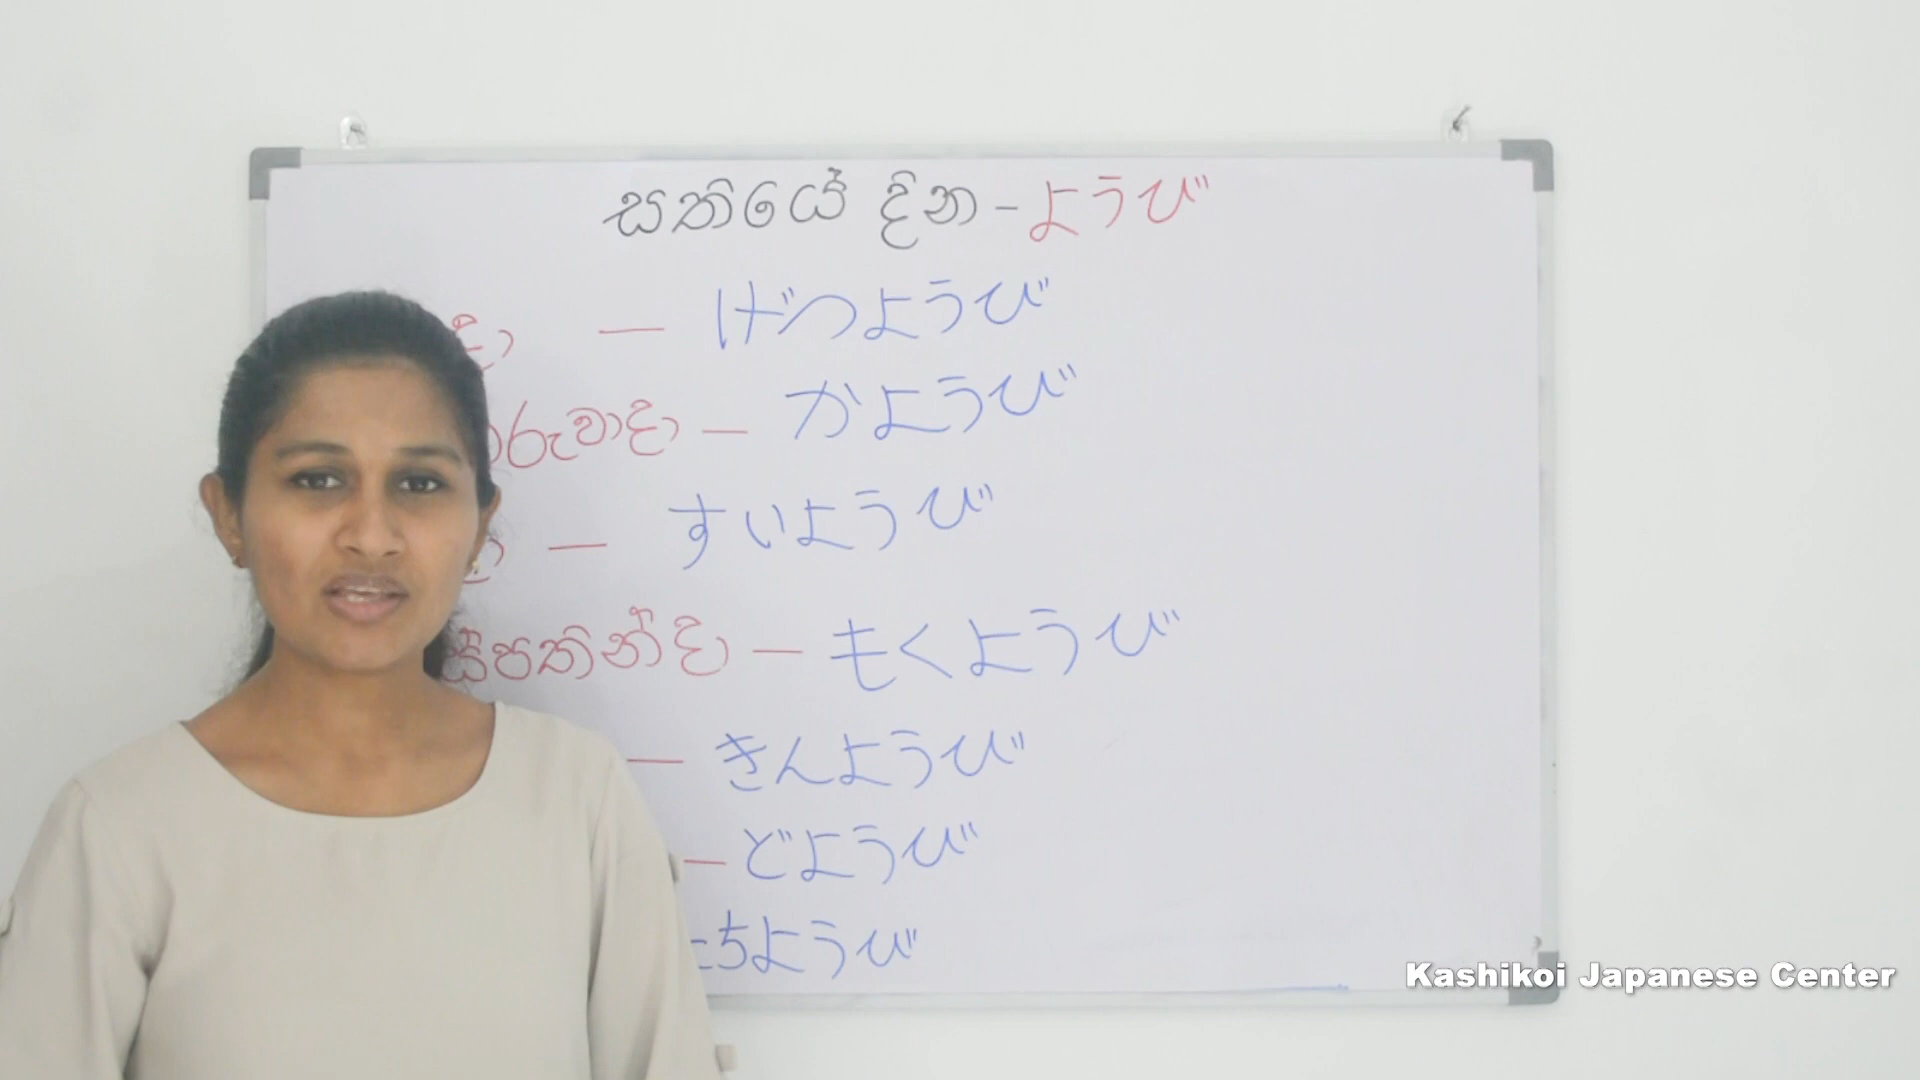 සතියේ දින - ようび
— げつようび
— かようび
— すいようび
— もくようび
— きんようび
— どようび
ちようび
Kashikoi Japanese Center